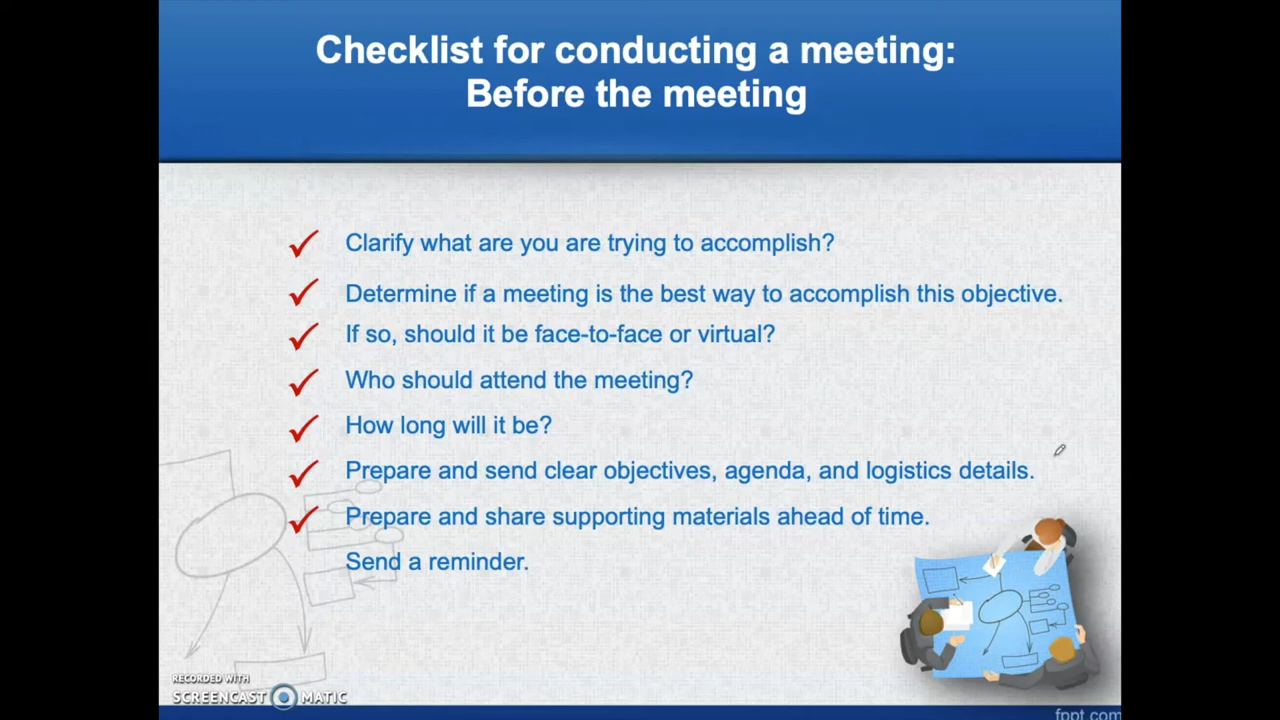 Checklist for conducting a meeting:
Before the meeting
Clarify what are you are trying to accomplish?
Determine if a meeting is the best way to accomplish this objective.
If so, should it be face-to-face or virtual?
Who should attend the meeting?
How long will it be?
Prepare and send clear objectives, agenda, and logistics details.
Prepare and share supporting materials ahead of time.
Send a reminder.
RECORDED WITH
SCREENCAST MATIC
fppt.com